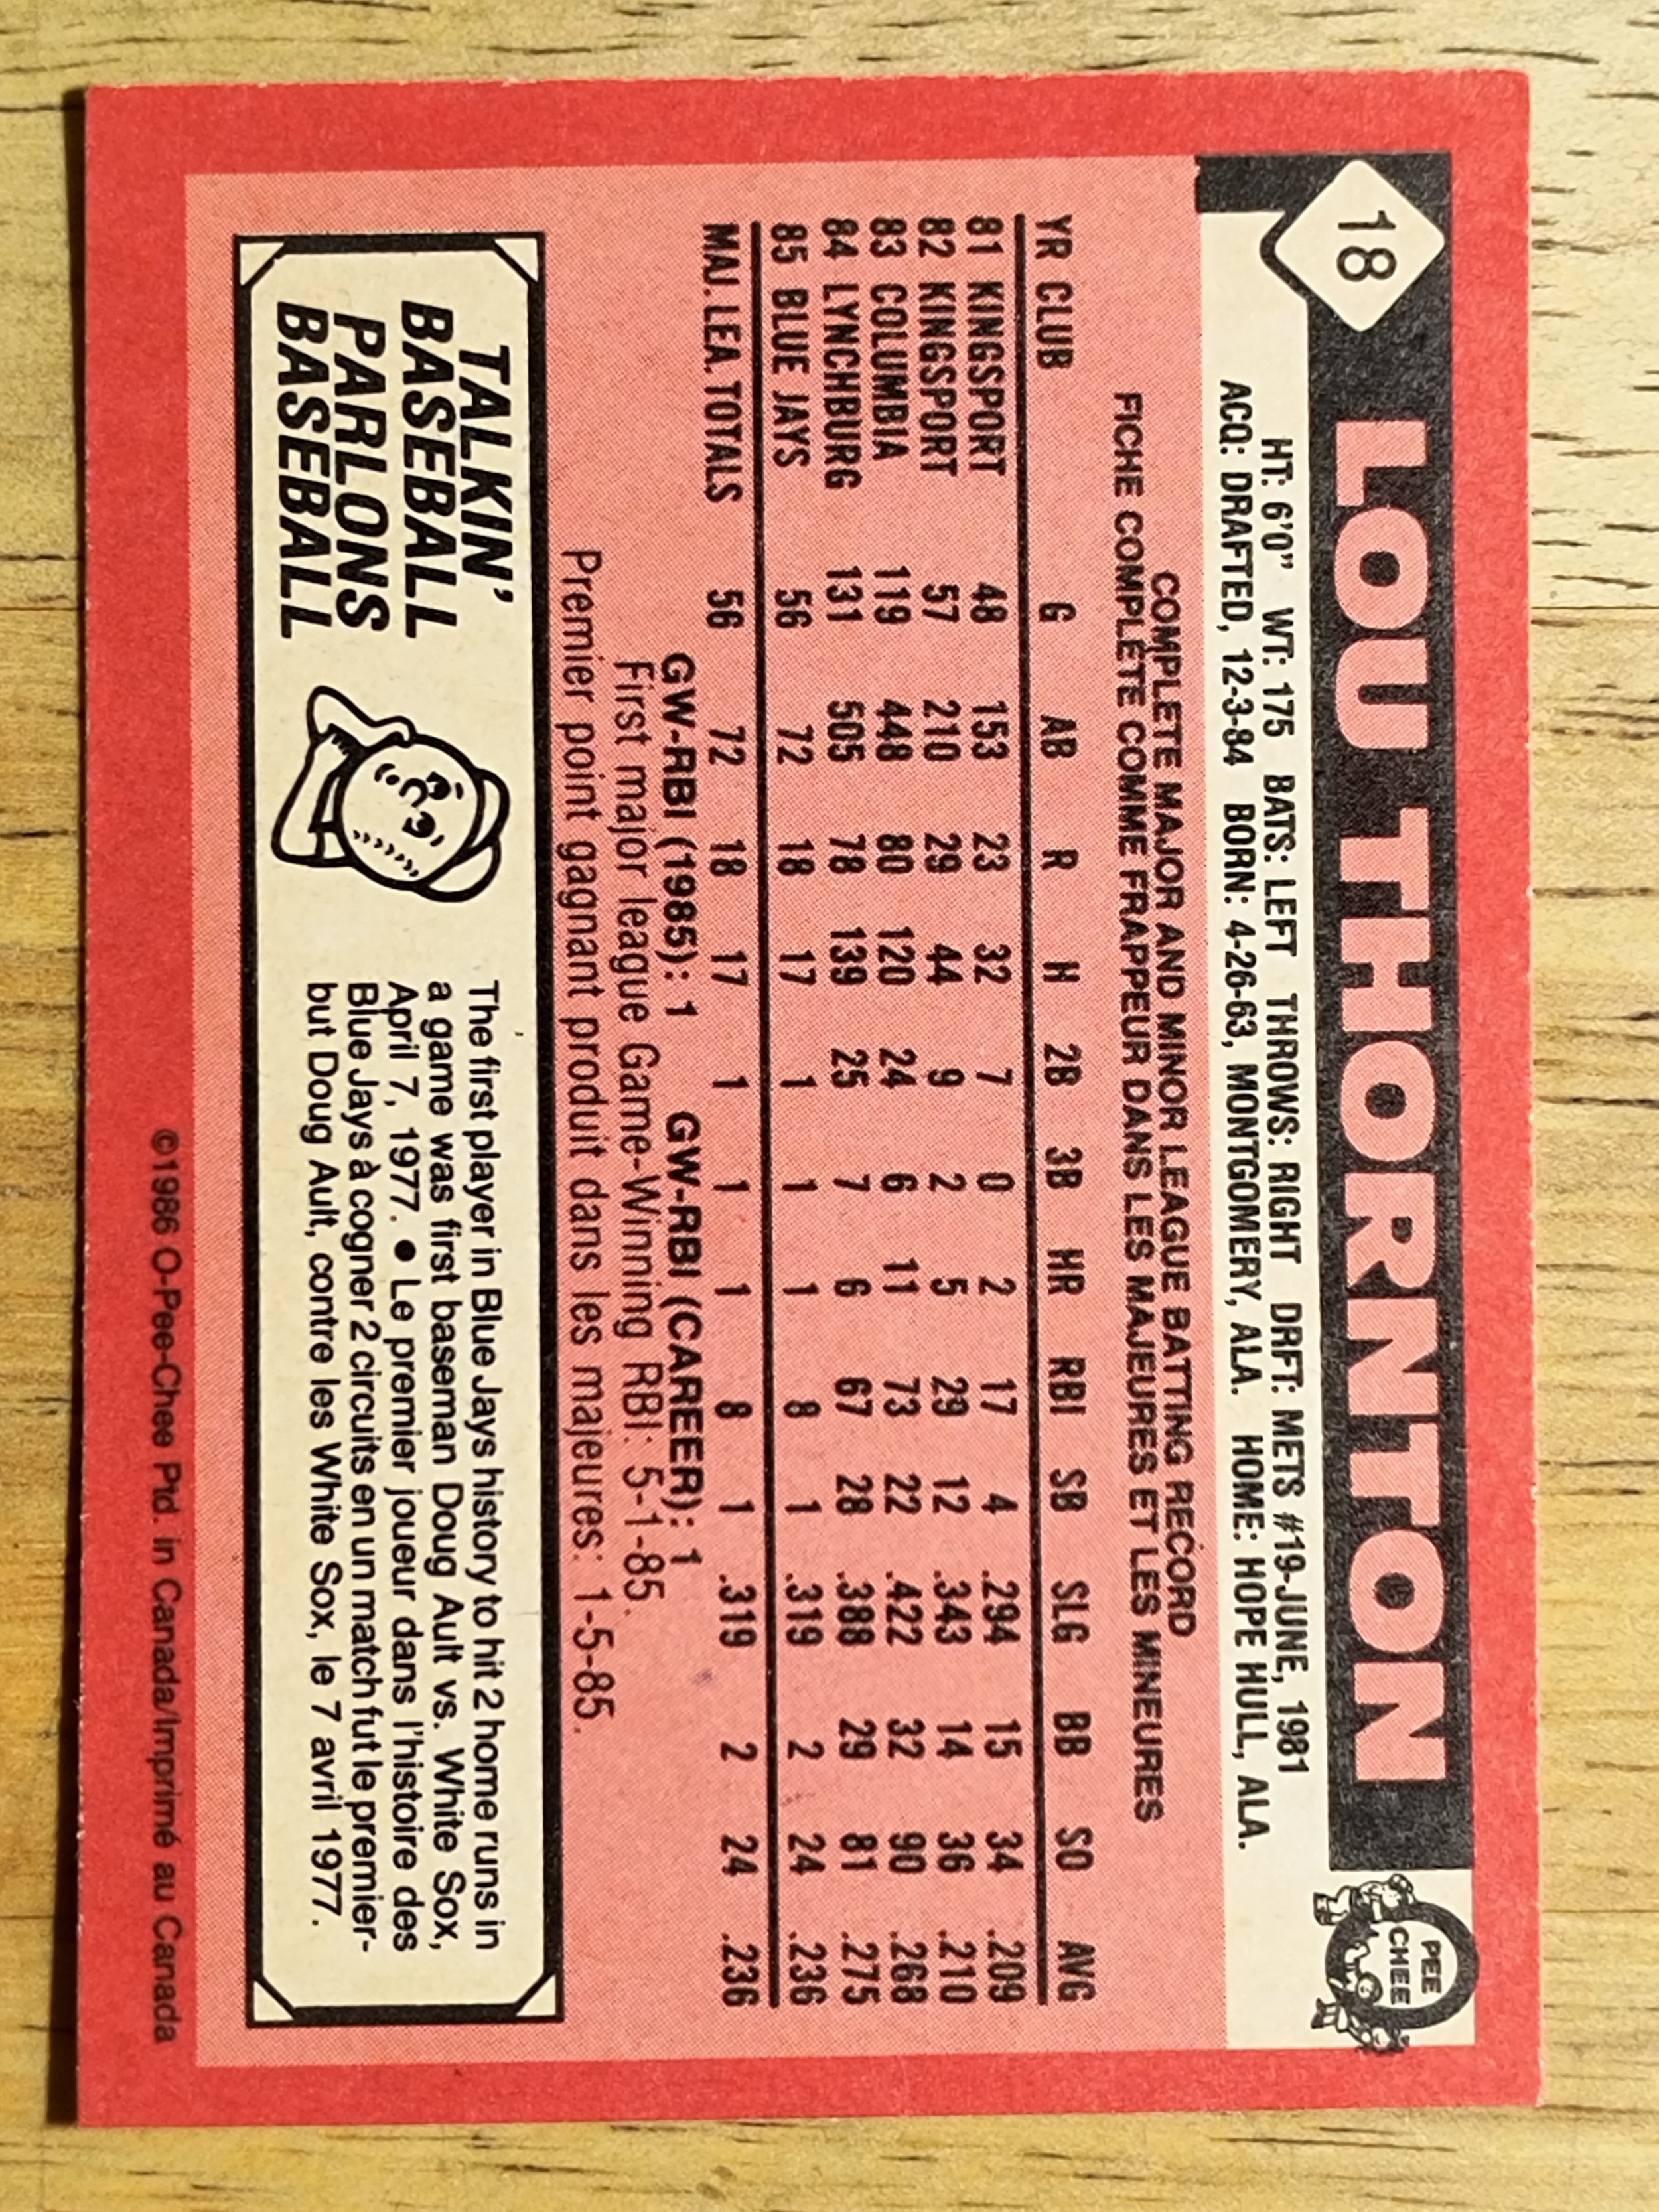 18
LOU THORNTON
O PEE CHEE
HT: 6'0" WT: 175 BATS: LEFT THROWS: RIGHT DRFT: METS #19-JUNE, 1981
ACQ: DRAFTED, 12-3-84 BORN: 4-26-63, MONTGOMERY, ALA. HOME: HOPE HULL, ALA.
COMPLETE MAJOR AND MINOR LEAGUE BATTING RECORD
FICHE COMPLÈTE COMME FRAPPEUR DANS LES MAJEURES ET LES MINEURES
YR CLUB G AB R H 2B 3B HR RBI SB SLG BB SO AVG
81 KINGSPORT 48 153 23 32 7 0 2 17 4 .294 15 34 .209
82 KINGSPORT 57 210 29 44 9 2 5 29 12 .343 14 36 .210
83 COLUMBIA 119 448 80 120 24 6 11 73 22 .422 32 90 .268
84 LYNCHBURG 131 505 78 139 25 7 6 67 28 .388 29 81 .275
85 BLUE JAYS 56 72 18 17 1 1 1 8 1 .319 2 24 .236
MAJ. LEA. TOTALS 56 72 18 17 1 1 1 8 1 .319 2 24 .236
GW-RBI (1985): 1 GW-RBI (CAREER): 1
First major league Game-Winning RBI: 5-1-85.
Premier point gagnant produit dans les majeures: 1-5-85.
TALKIN'
BASEBALL
PARLONS
BASEBALL
The first player in Blue Jays history to hit 2 home runs in
a game was first baseman Doug Ault vs. White Sox,
April 7, 1977. ● Le premier joueur dans l'histoire des
Blue Jays à cogner 2 circuits en un match fut le premier-
but Doug Ault, contre les White Sox, le 7 avril 1977.
©1986 O-Pee-Chee Ptd. in Canada/Imprimé au Canada